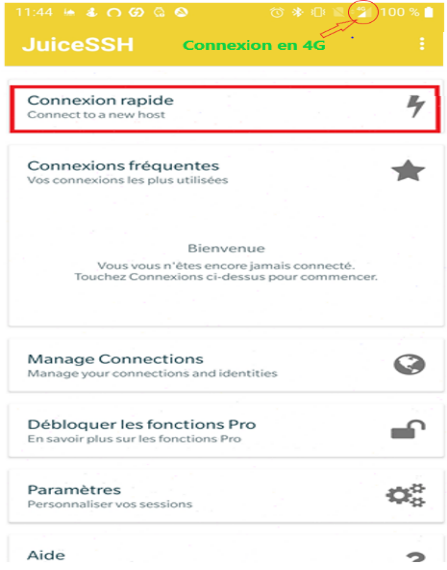 11:44
100 %
JuiceSSH
Connexion en 4G
Connexion rapide
Connect to a new host
Connexions fréquentes
Vos connexions les plus utilisées
Bienvenue
Vous vous n'êtes encore jamais connecté.
Touchez Connexions ci-dessus pour commencer.
Manage Connections
Manage your connections and identities
Débloquer les fonctions Pro
En savoir plus sur les fonctions Pro
Paramètres
Personnaliser vos sessions
Aide